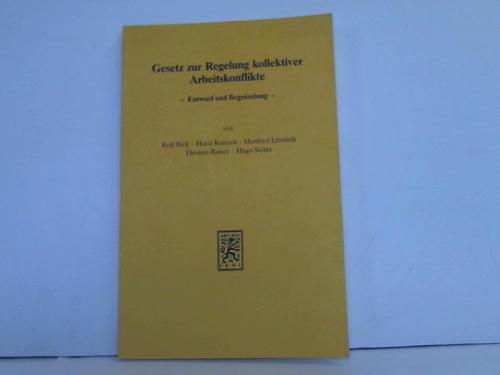 Gesetz zur Regelung kollektiver
Arbeitskonflikte
– Entwurf und Begründung –
von
Rolf Birk · Horst Konzen · Manfred Löwisch
Thomas Raiser · Hugo Seiter